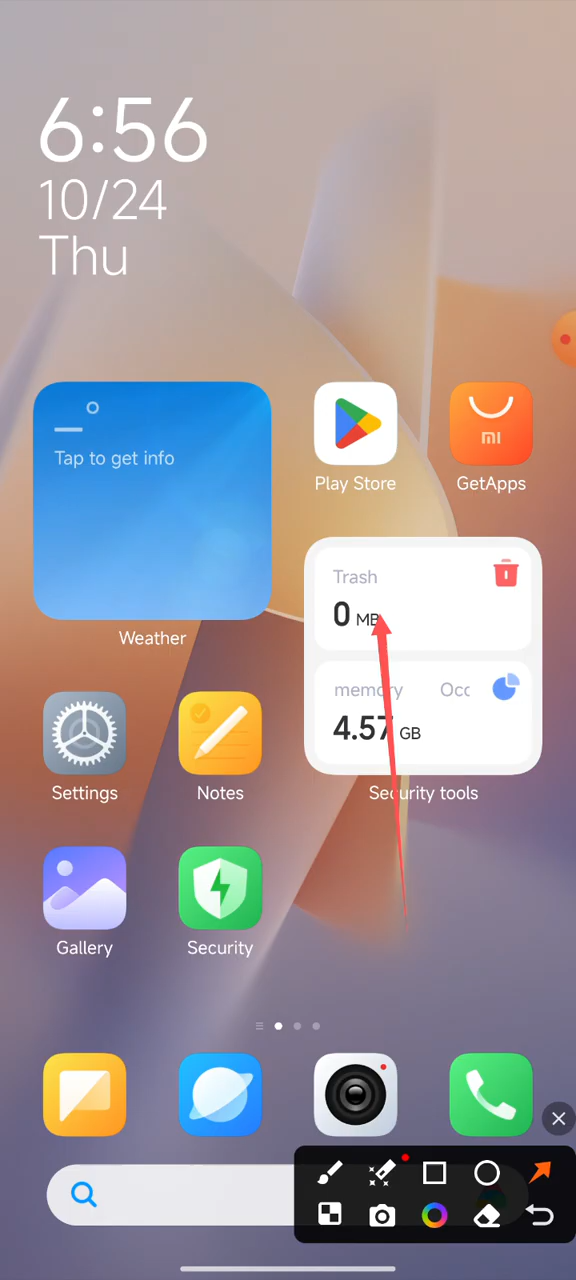 6:56
10/24
Thu
Tap to get info
Weather
Play Store
mi
GetApps
Trash
0 MB
memory Occ
4.57 GB
Security tools
Settings
Notes
Gallery
Security